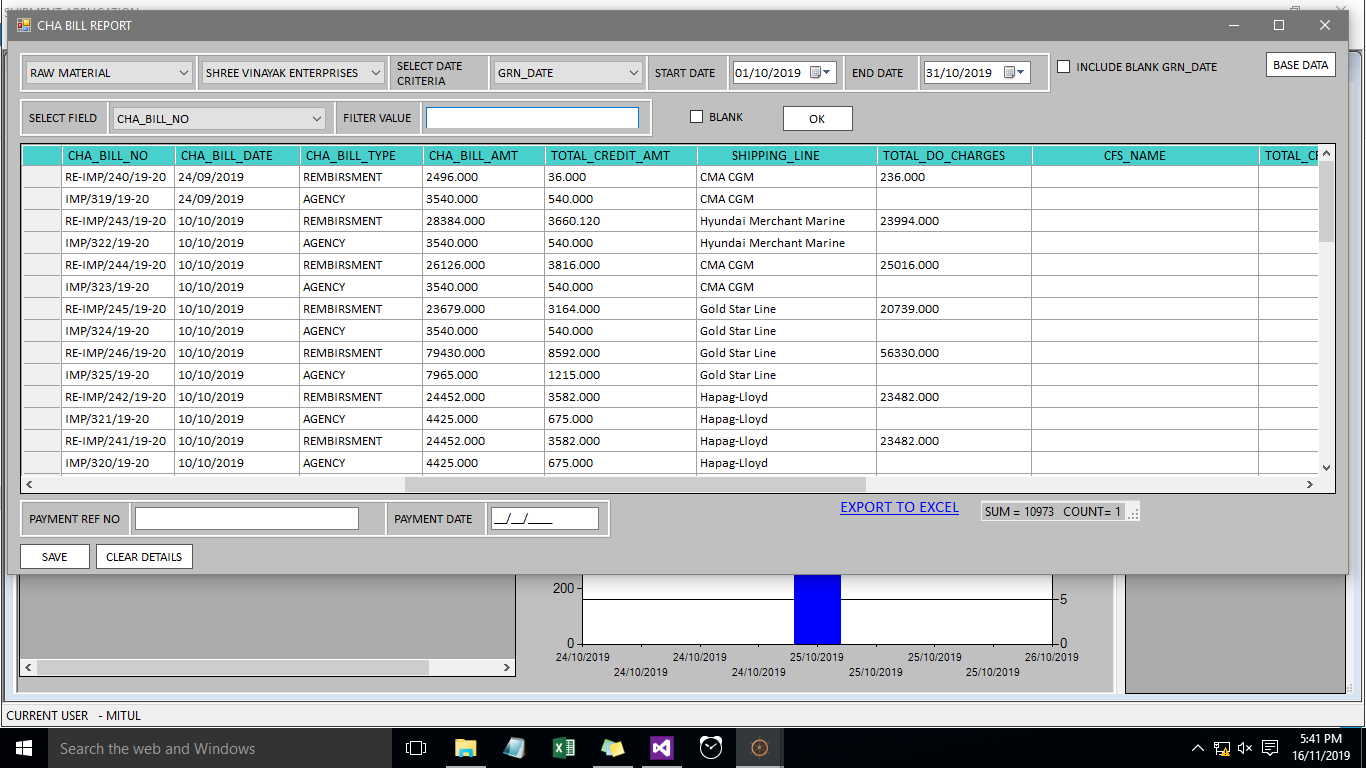 SHIPMENT APPLICATION
CHA BILL REPORT
RAW MATERIAL SHREE VINAYAK ENTERPRISES SELECT DATE CRITERIA GRN_DATE START DATE 01/10/2019 END DATE 31/10/2019 INCLUDE BLANK GRN_DATE BASE DATA
SELECT FIELD CHA_BILL_NO FILTER VALUE BLANK OK
CHA_BILL_NO CHA_BILL_DATE CHA_BILL_TYPE CHA_BILL_AMT TOTAL_CREDIT_AMT SHIPPING_LINE TOTAL_DO_CHARGES CFS_NAME
RE-IMP/240/19-20 24/09/2019 REMBIRSMENT 2496.000 36.000 CMA CGM 236.000
IMP/319/19-20 24/09/2019 AGENCY 3540.000 540.000 CMA CGM
RE-IMP/243/19-20 10/10/2019 REMBIRSMENT 28384.000 3660.120 Hyundai Merchant Marine 23994.000
IMP/322/19-20 10/10/2019 AGENCY 3540.000 540.000 Hyundai Merchant Marine
RE-IMP/244/19-20 10/10/2019 REMBIRSMENT 26126.000 3816.000 CMA CGM 25016.000
IMP/323/19-20 10/10/2019 AGENCY 3540.000 540.000 CMA CGM
RE-IMP/245/19-20 10/10/2019 REMBIRSMENT 23679.000 3164.000 Gold Star Line 20739.000
IMP/324/19-20 10/10/2019 AGENCY 3540.000 540.000 Gold Star Line
RE-IMP/246/19-20 10/10/2019 REMBIRSMENT 79430.000 8592.000 Gold Star Line 56330.000
IMP/325/19-20 10/10/2019 AGENCY 7965.000 1215.000 Gold Star Line
RE-IMP/242/19-20 10/10/2019 REMBIRSMENT 24452.000 3582.000 Hapag-Lloyd 23482.000
IMP/321/19-20 10/10/2019 AGENCY 4425.000 675.000 Hapag-Lloyd
RE-IMP/241/19-20 10/10/2019 REMBIRSMENT 24452.000 3582.000 Hapag-Lloyd 23482.000
IMP/320/19-20 10/10/2019 AGENCY 4425.000 675.000 Hapag-Lloyd
PAYMENT REF NO PAYMENT DATE __/__/____ EXPORT TO EXCEL SUM = 10973 COUNT= 1
SAVE CLEAR DETAILS
200 5
0 0
24/10/2019 24/10/2019 25/10/2019 25/10/2019 26/10/2019
24/10/2019 24/10/2019 25/10/2019 25/10/2019
CURRENT USER - MITUL
Search the web and Windows
5:41 PM
16/11/2019